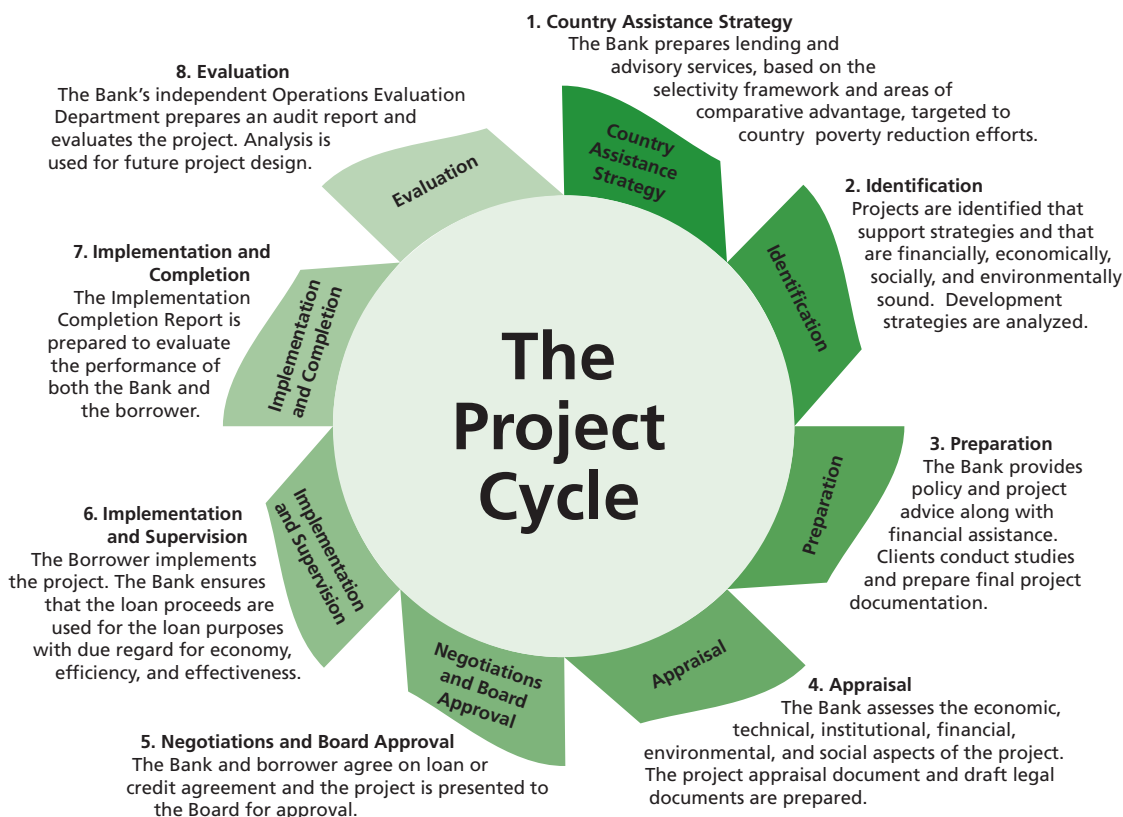 1. Country Assistance Strategy
The Bank prepares lending and
advisory services, based on the
selectivity framework and areas of
comparative advantage, targeted to
country poverty reduction efforts.
Country
Assistance
Strategy
2. Identification
Projects are identified that
support strategies and that
are financially, economically,
socially, and environmentally
sound. Development
strategies are analyzed.
Identification
3. Preparation
The Bank provides
policy and project
advice along with
financial assistance.
Clients conduct studies
and prepare final project
documentation.
Preparation
4. Appraisal
The Bank assesses the economic,
technical, institutional, financial,
environmental, and social aspects of the project.
The project appraisal document and draft legal
documents are prepared.
Appraisal
5. Negotiations and Board Approval
The Bank and borrower agree on loan or
credit agreement and the project is presented to
the Board for approval.
Negotiations
and Board
Approval
6. Implementation
and Supervision
The Borrower implements
the project. The Bank ensures
that the loan proceeds are
used for the loan purposes
with due regard for economy,
efficiency, and effectiveness.
Implementation
and Supervision
7. Implementation and
Completion
The Implementation
Completion Report is
prepared to evaluate
the performance of
both the Bank and
the borrower.
Implementation
and Completion
8. Evaluation
The Bank's independent Operations Evaluation
Department prepares an audit report and
evaluates the project. Analysis is
used for future project design.
Evaluation
The
Project
Cycle